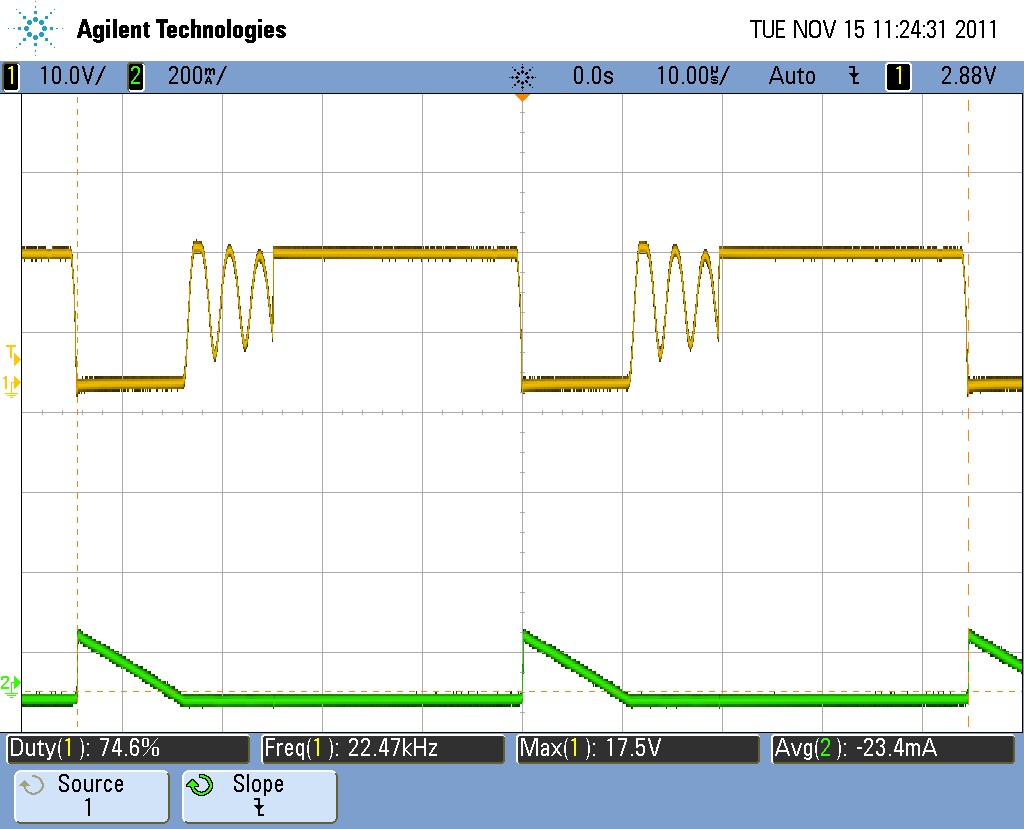 Agilent Technologies TUE NOV 15 11:24:31 2011
1 10.0V/ 2 200mV/ 0.0s 10.00µs/ Auto 1 2.88V
T
1
2
Duty(1): 74.6% Freq(1): 22.47kHz Max(1): 17.5V Avg(2): -23.4mA
Source Slope
1